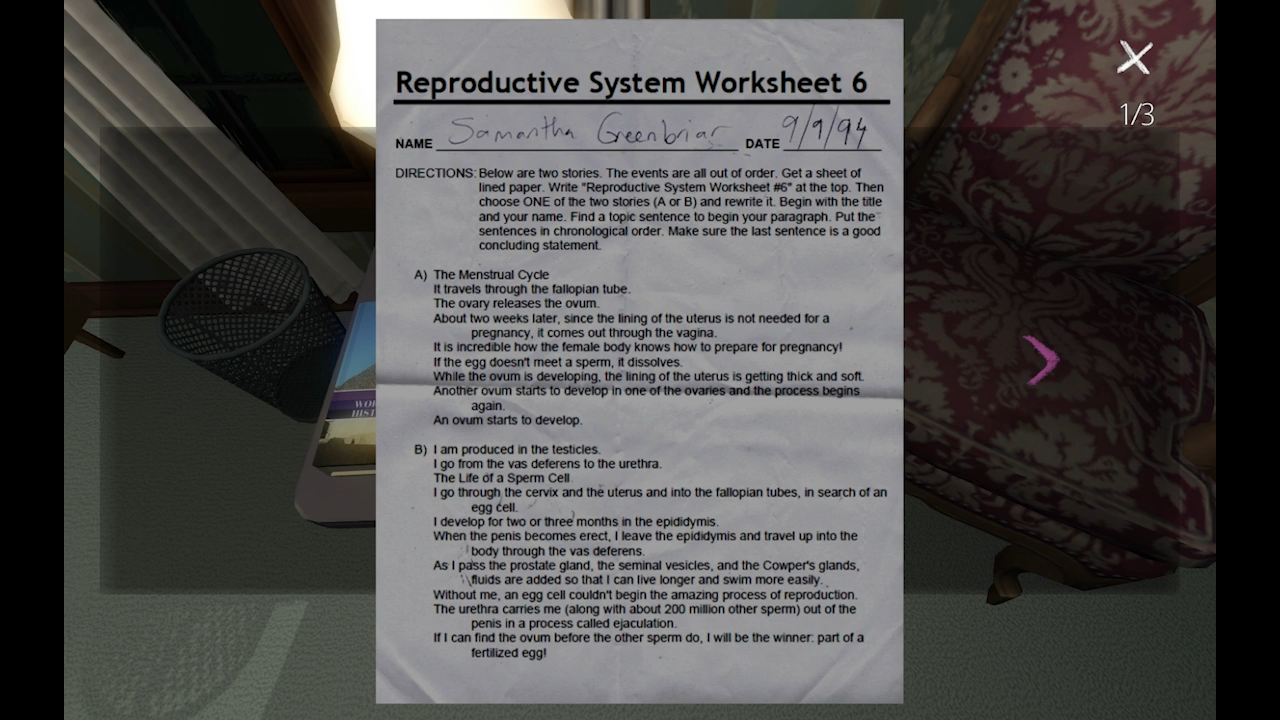 Reproductive System Worksheet 6
NAME Samantha Greenbriar DATE 9/9/94
DIRECTIONS: Below are two stories. The events are all out of order. Get a sheet of
lined paper. Write "Reproductive System Worksheet #6" at the top. Then
choose ONE of the two stories (A or B) and rewrite it. Begin with the title
and your name. Find a topic sentence to begin your paragraph. Put the
sentences in chronological order. Make sure the last sentence is a good
concluding statement.
A) The Menstrual Cycle
It travels through the fallopian tube.
The ovary releases the ovum.
About two weeks later, since the lining of the uterus is not needed for a
pregnancy, it comes out through the vagina.
It is incredible how the female body knows how to prepare for pregnancy!
If the egg doesn't meet a sperm, it dissolves.
While the ovum is developing, the lining of the uterus is getting thick and soft.
Another ovum starts to develop in one of the ovaries and the process begins
again.
An ovum starts to develop.
B) I am produced in the testicles.
I go from the vas deferens to the urethra.
The Life of a Sperm Cell
I go through the cervix and the uterus and into the fallopian tubes, in search of an
egg cell.
I develop for two or three months in the epididymis.
When the penis becomes erect, I leave the epididymis and travel up into the
body through the vas deferens.
As I pass the prostate gland, the seminal vesicles, and the Cowper's glands,
fluids are added so that I can live longer and swim more easily.
Without me, an egg cell couldn't begin the amazing process of reproduction.
The urethra carries me (along with about 200 million other sperm) out of the
penis in a process called ejaculation.
If I can find the ovum before the other sperm do, I will be the winner: part of a
fertilized egg!
1/3